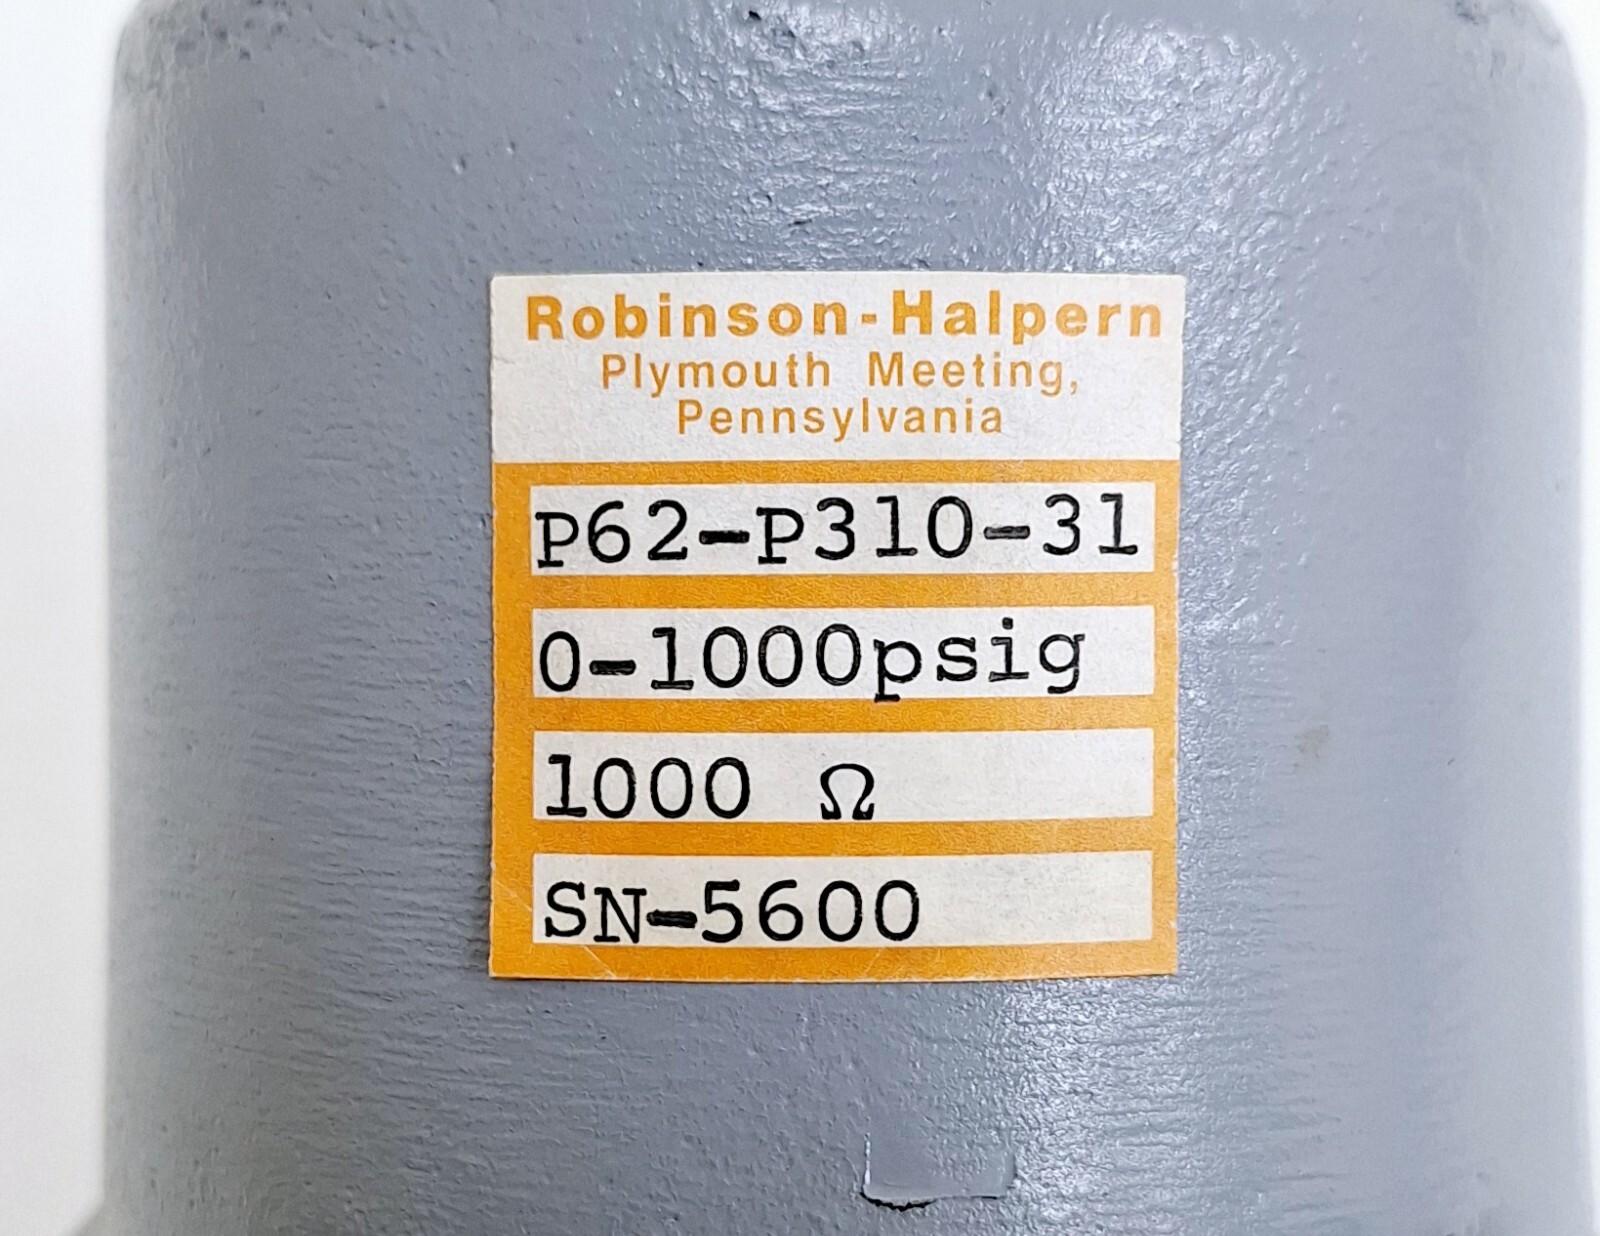 Robinson-Halpern
Plymouth Meeting,
Pennsylvania
P62-P310-31
0-1000psig
1000 Ω
SN-5600